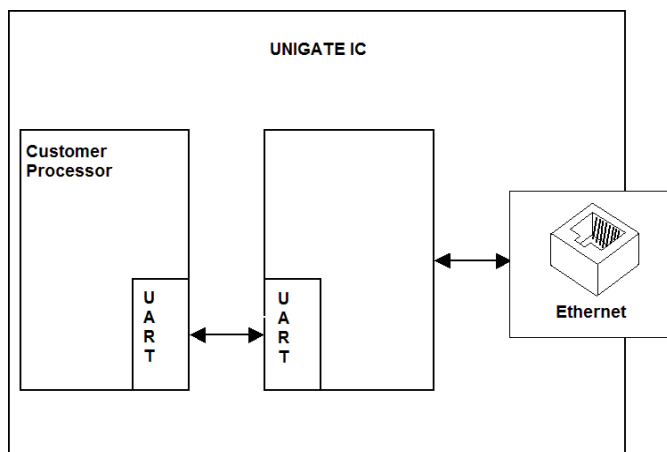 UNIGATE IC
Customer
Processor
U
A
R
T
U
A
R
T
Ethernet